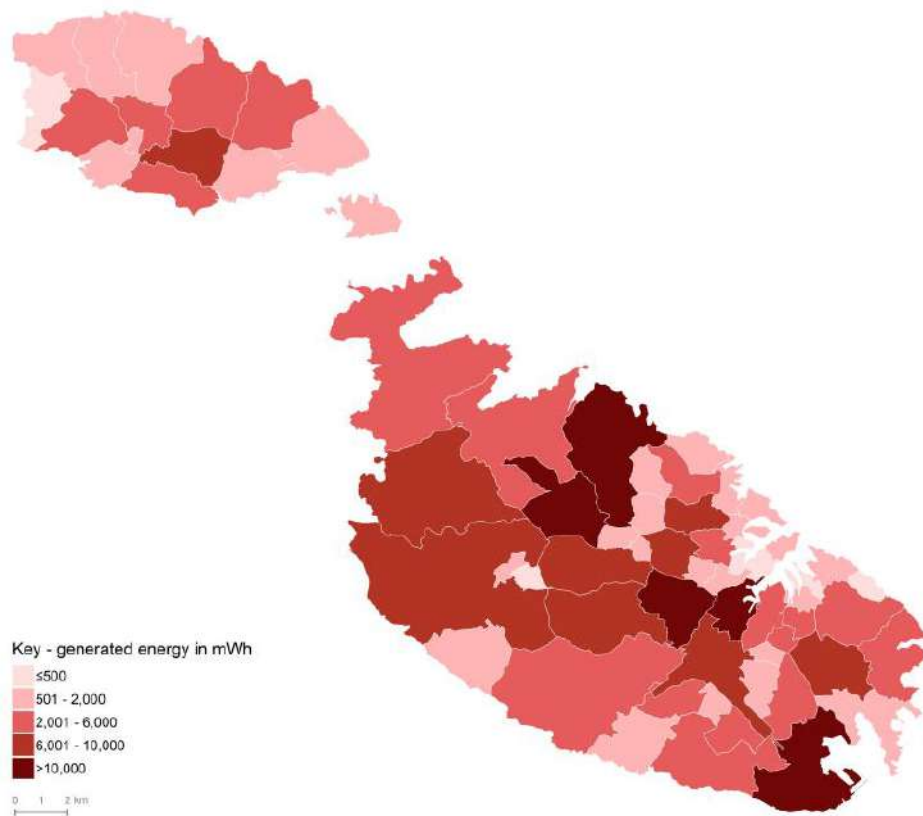 Key - generated energy in mWh
≤500
501 - 2,000
2,001 - 6,000
6,001 - 10,000
>10,000
0 1 2 km